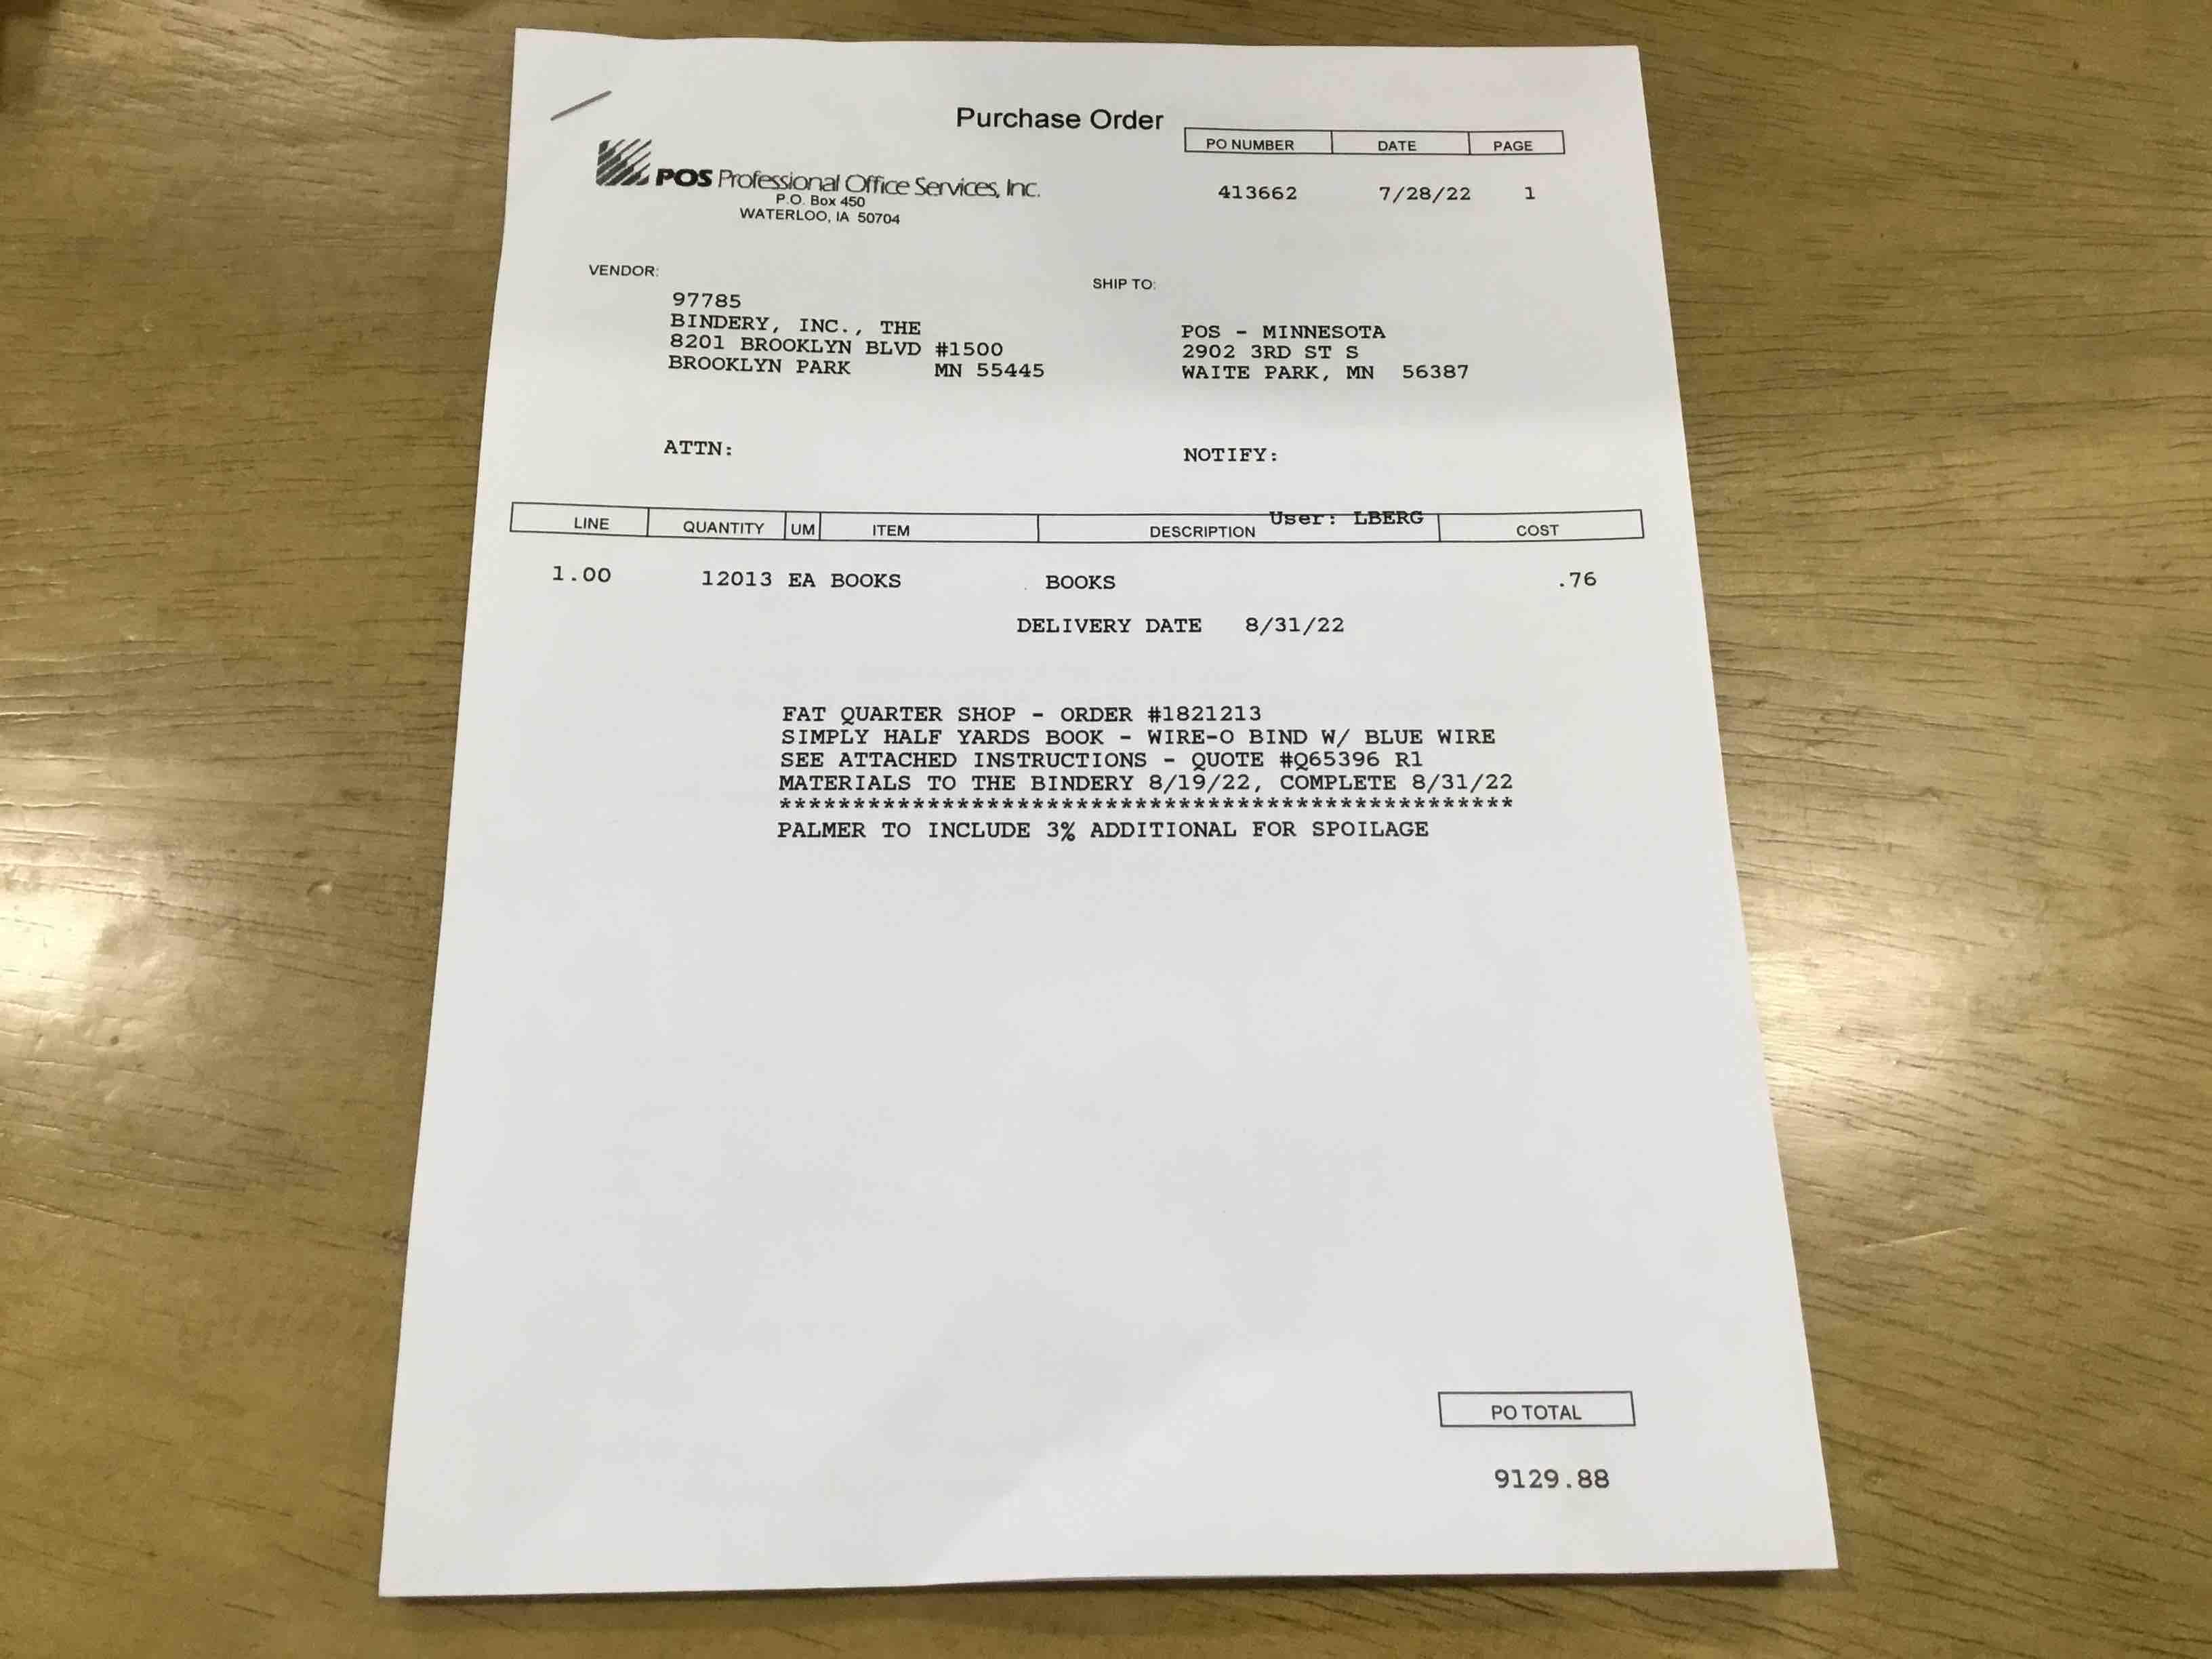 Purchase Order
PO NUMBER DATE PAGE
POS Professional Office Services, Inc.
P.O. Box 450
WATERLOO, IA 50704
413662 7/28/22 1
VENDOR:
97785
BINDERY, INC., THE
8201 BROOKLYN BLVD #1500
BROOKLYN PARK MN 55445
SHIP TO:
POS - MINNESOTA
2902 3RD ST S
WAITE PARK, MN 56387
ATTN:
NOTIFY:
User: LBERG
LINE QUANTITY UM ITEM DESCRIPTION COST
1.00 12013 EA BOOKS BOOKS .76
DELIVERY DATE 8/31/22
FAT QUARTER SHOP - ORDER #1821213
SIMPLY HALF YARDS BOOK - WIRE-O BIND W/ BLUE WIRE
SEE ATTACHED INSTRUCTIONS - QUOTE #Q65396 R1
MATERIALS TO THE BINDERY 8/19/22, COMPLETE 8/31/22
**************************************************
PALMER TO INCLUDE 3% ADDITIONAL FOR SPOILAGE
PO TOTAL
9129.88